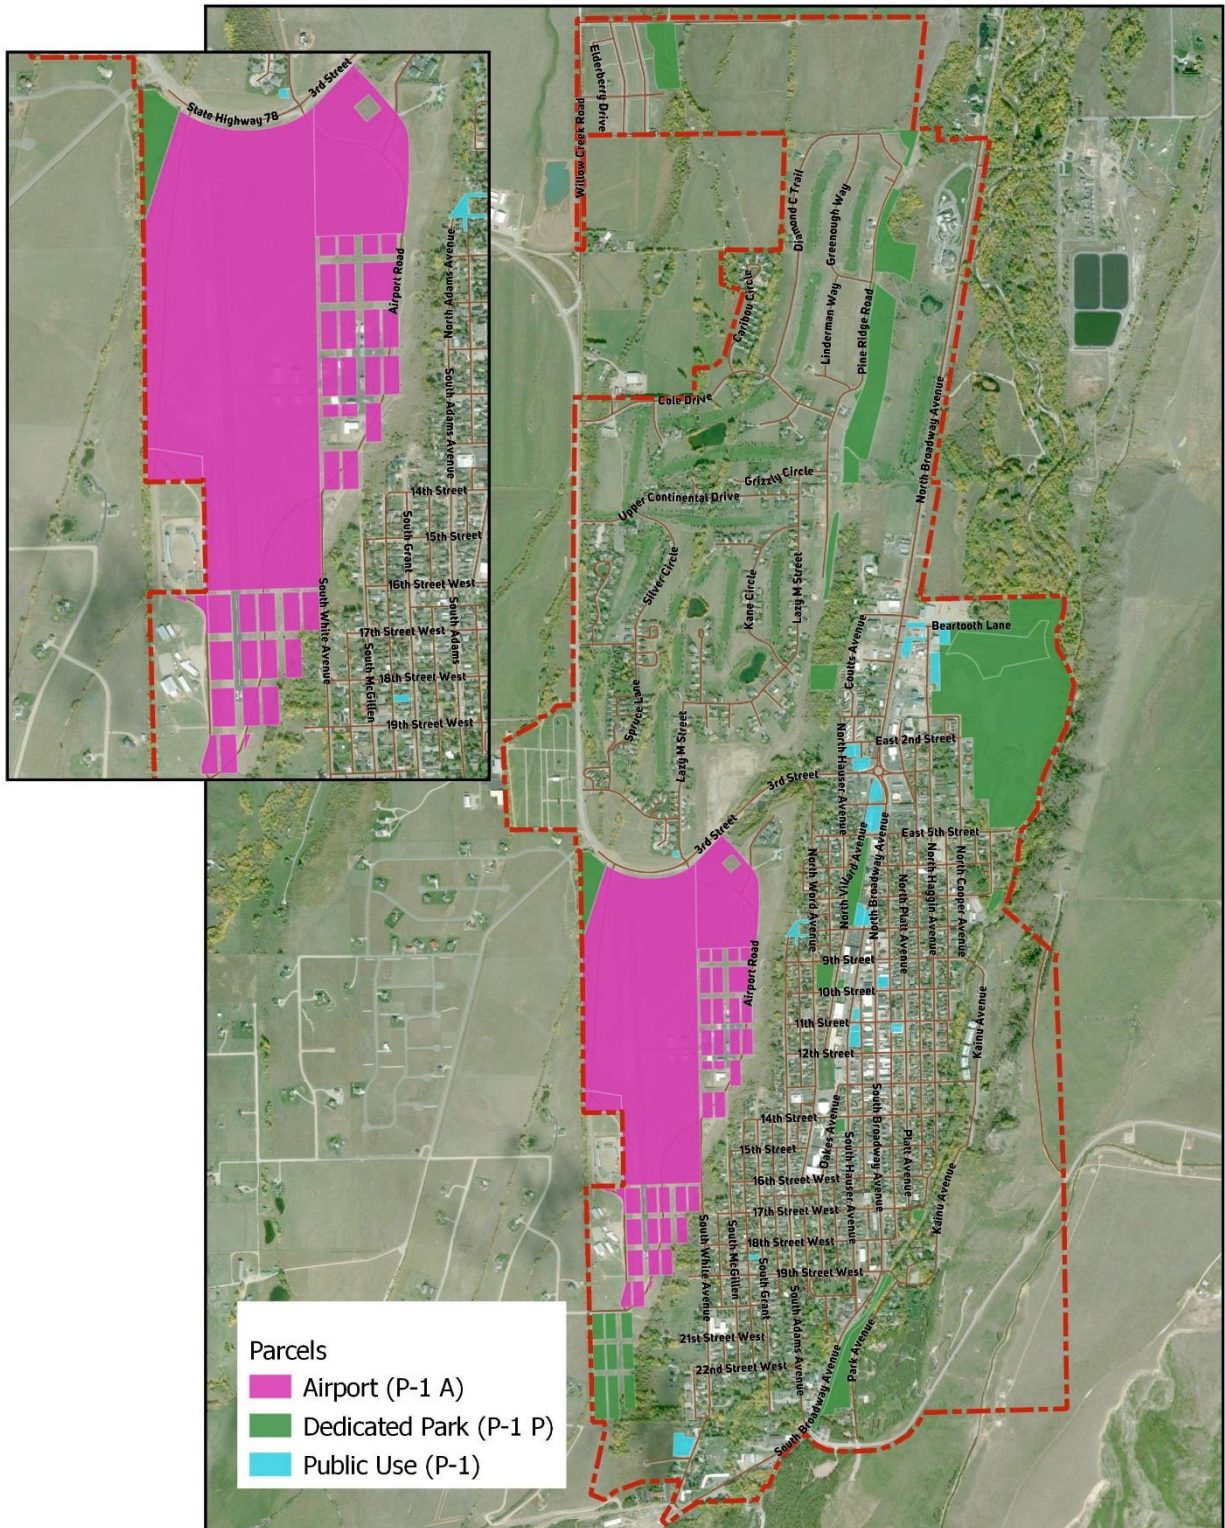 Elderberry Drive
Willow Creek Road
Diamond C Trail
Greenough Way
Caribou Circle
Linderman Way
Pine Ridge Road
North Broadway Avenue
Cole Drive
Grizzly Circle
Upper Continental Drive
Silver Circle
Kane Circle
Lazy M Street
Beartooth Lane
Coutts Avenue
Spruce Lane
Lazy M Street
North Hauser Avenue
East 2nd Street
3rd Street
3rd Street
East 5th Street
North Word Avenue
North Villard Avenue
North Broadway Avenue
North Platt Avenue
North Haggin Avenue
North Cooper Avenue
Airport Road
9th Street
10th Street
11th Street
12th Street
Kainu Avenue
14th Street
15th Street
Oakes Avenue
South Hauser Avenue
South Broadway Avenue
Platt Avenue
Kainu Avenue
16th Street West
17th Street West
18th Street West
19th Street West
South White Avenue
South McGillen
South Grant
South Adams Avenue
21st Street West
22nd Street West
South Broadway Avenue
Park Avenue
State Highway 78
3rd Street
Airport Road
North Adams Avenue
South Adams Avenue
14th Street
South Grant
15th Street
16th Street West
South White Avenue
17th Street West
South Adams
South McGillen
18th Street West
19th Street West
Parcels
Airport (P-1 A)
Dedicated Park (P-1 P)
Public Use (P-1)